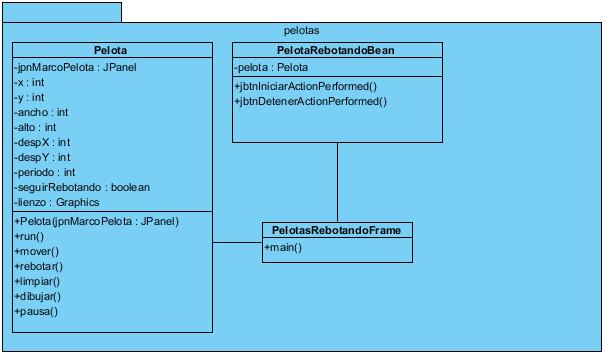 pelotas
Pelota
-jpnMarcoPelota : JPanel
-x : int
-y : int
-ancho : int
-alto : int
-despX : int
-despY : int
-periodo : int
-seguirRebotando : boolean
-lienzo : Graphics
+Pelota(jpnMarcoPelota : JPanel)
+run()
+mover()
+rebotar()
+limpiar()
+dibujar()
+pausa()
PelotaRebotandoBean
-pelota : Pelota
+jbtnIniciarActionPerformed()
+jbtnDetenerActionPerformed()
PelotasRebotandoFrame
+main()